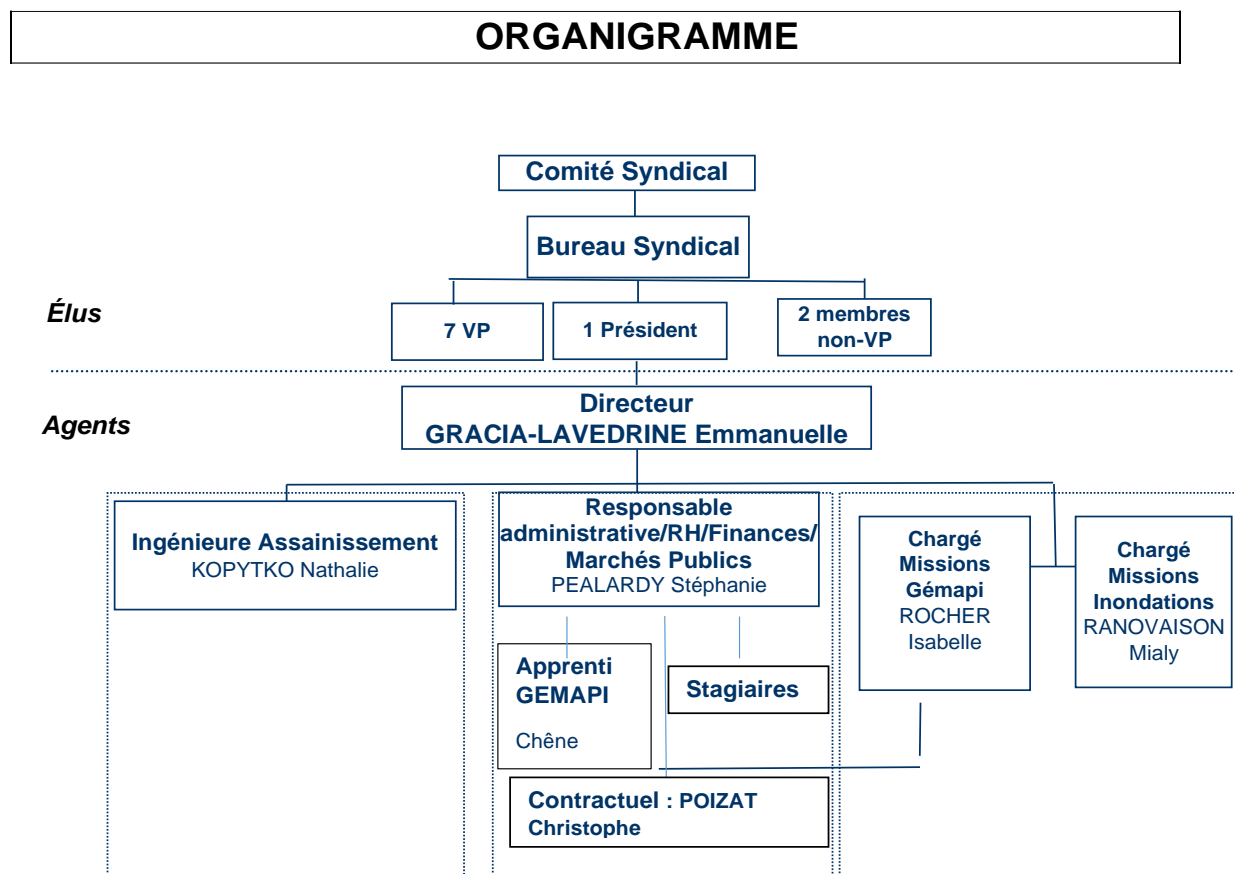 ORGANIGRAMME
Comité Syndical
Bureau Syndical
Élus
7 VP
1 Président
2 membres
non-VP
Agents
Directeur
GRACIA-LAVEDRINE Emmanuelle
Ingénieure Assainissement
KOPYTKO Nathalie
Responsable
administrative/RH/Finances/
Marchés Publics
PEALARDY Stéphanie
Chargé
Missions
Gémapi
ROCHER
Isabelle
Chargé
Missions
Inondations
RANOVAISON
Mialy
Apprenti
GEMAPI
Chêne
Stagiaires
Contractuel : POIZAT
Christophe